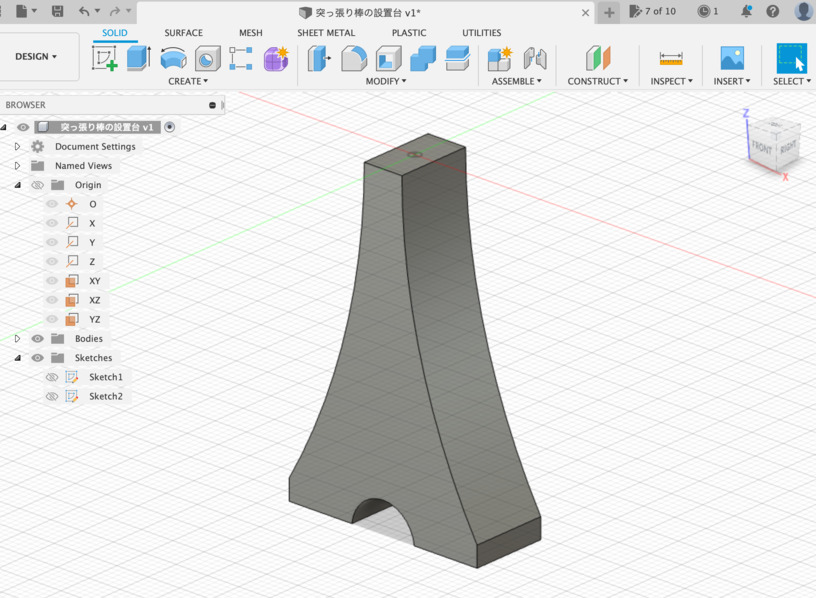 突っ張り棒の設置台 v1*
7 of 10
1
SOLID
SURFACE
MESH
SHEET METAL
PLASTIC
UTILITIES
DESIGN
CREATE
MODIFY
ASSEMBLE
CONSTRUCT
INSPECT
INSERT
SELECT
BROWSER
突っ張り棒の設置台 v1
Document Settings
Named Views
Origin
O
X
Y
Z
XY
XZ
YZ
Bodies
Sketches
Sketch1
Sketch2
Z
FRONT
RIGHT
X